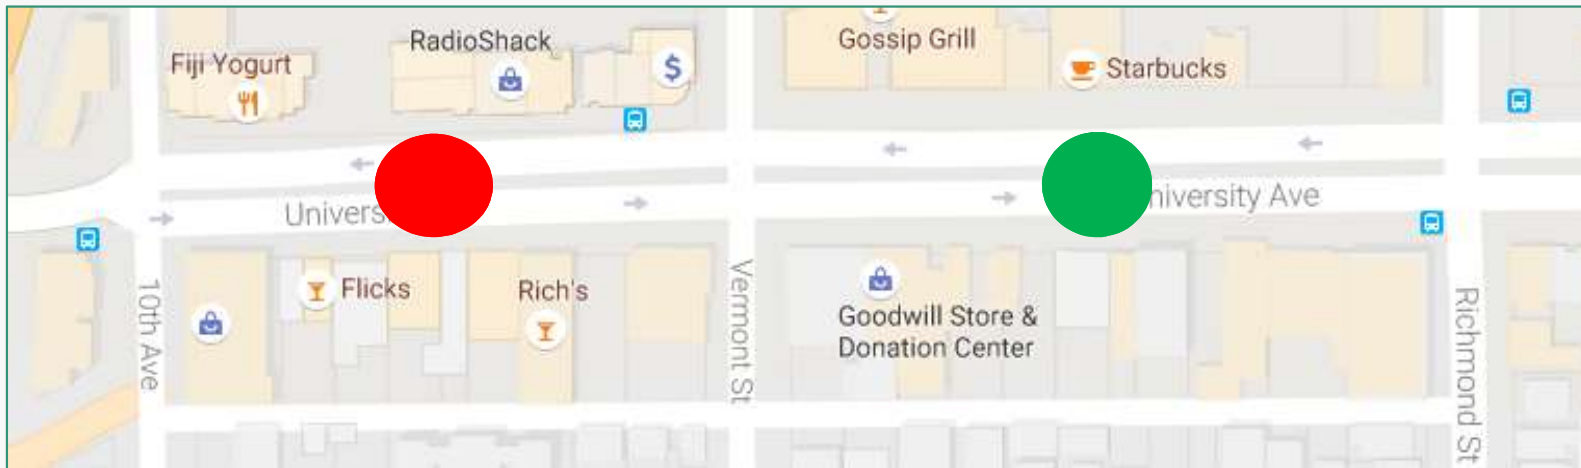 RadioShack
Gossip Grill
Fiji Yogurt
$
Starbucks
Univers
niversity Ave
Flicks
Rich's
Goodwill Store &
Donation Center
10th Ave
Vermont St
Richmond St